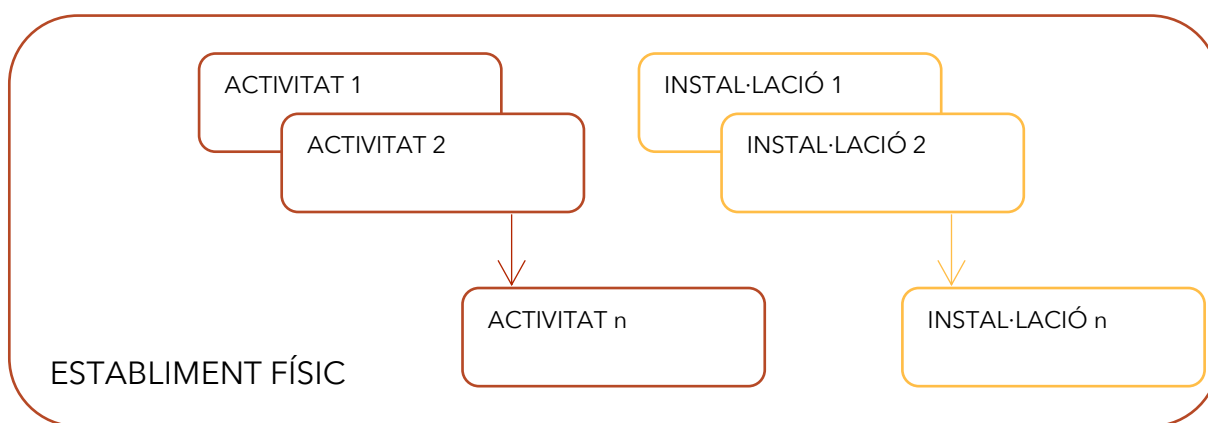 ACTIVITAT 1
INSTAL·LACIÓ 1
ACTIVITAT 2
INSTAL·LACIÓ 2
ACTIVITAT n
INSTAL·LACIÓ n
ESTABLIMENT FÍSIC